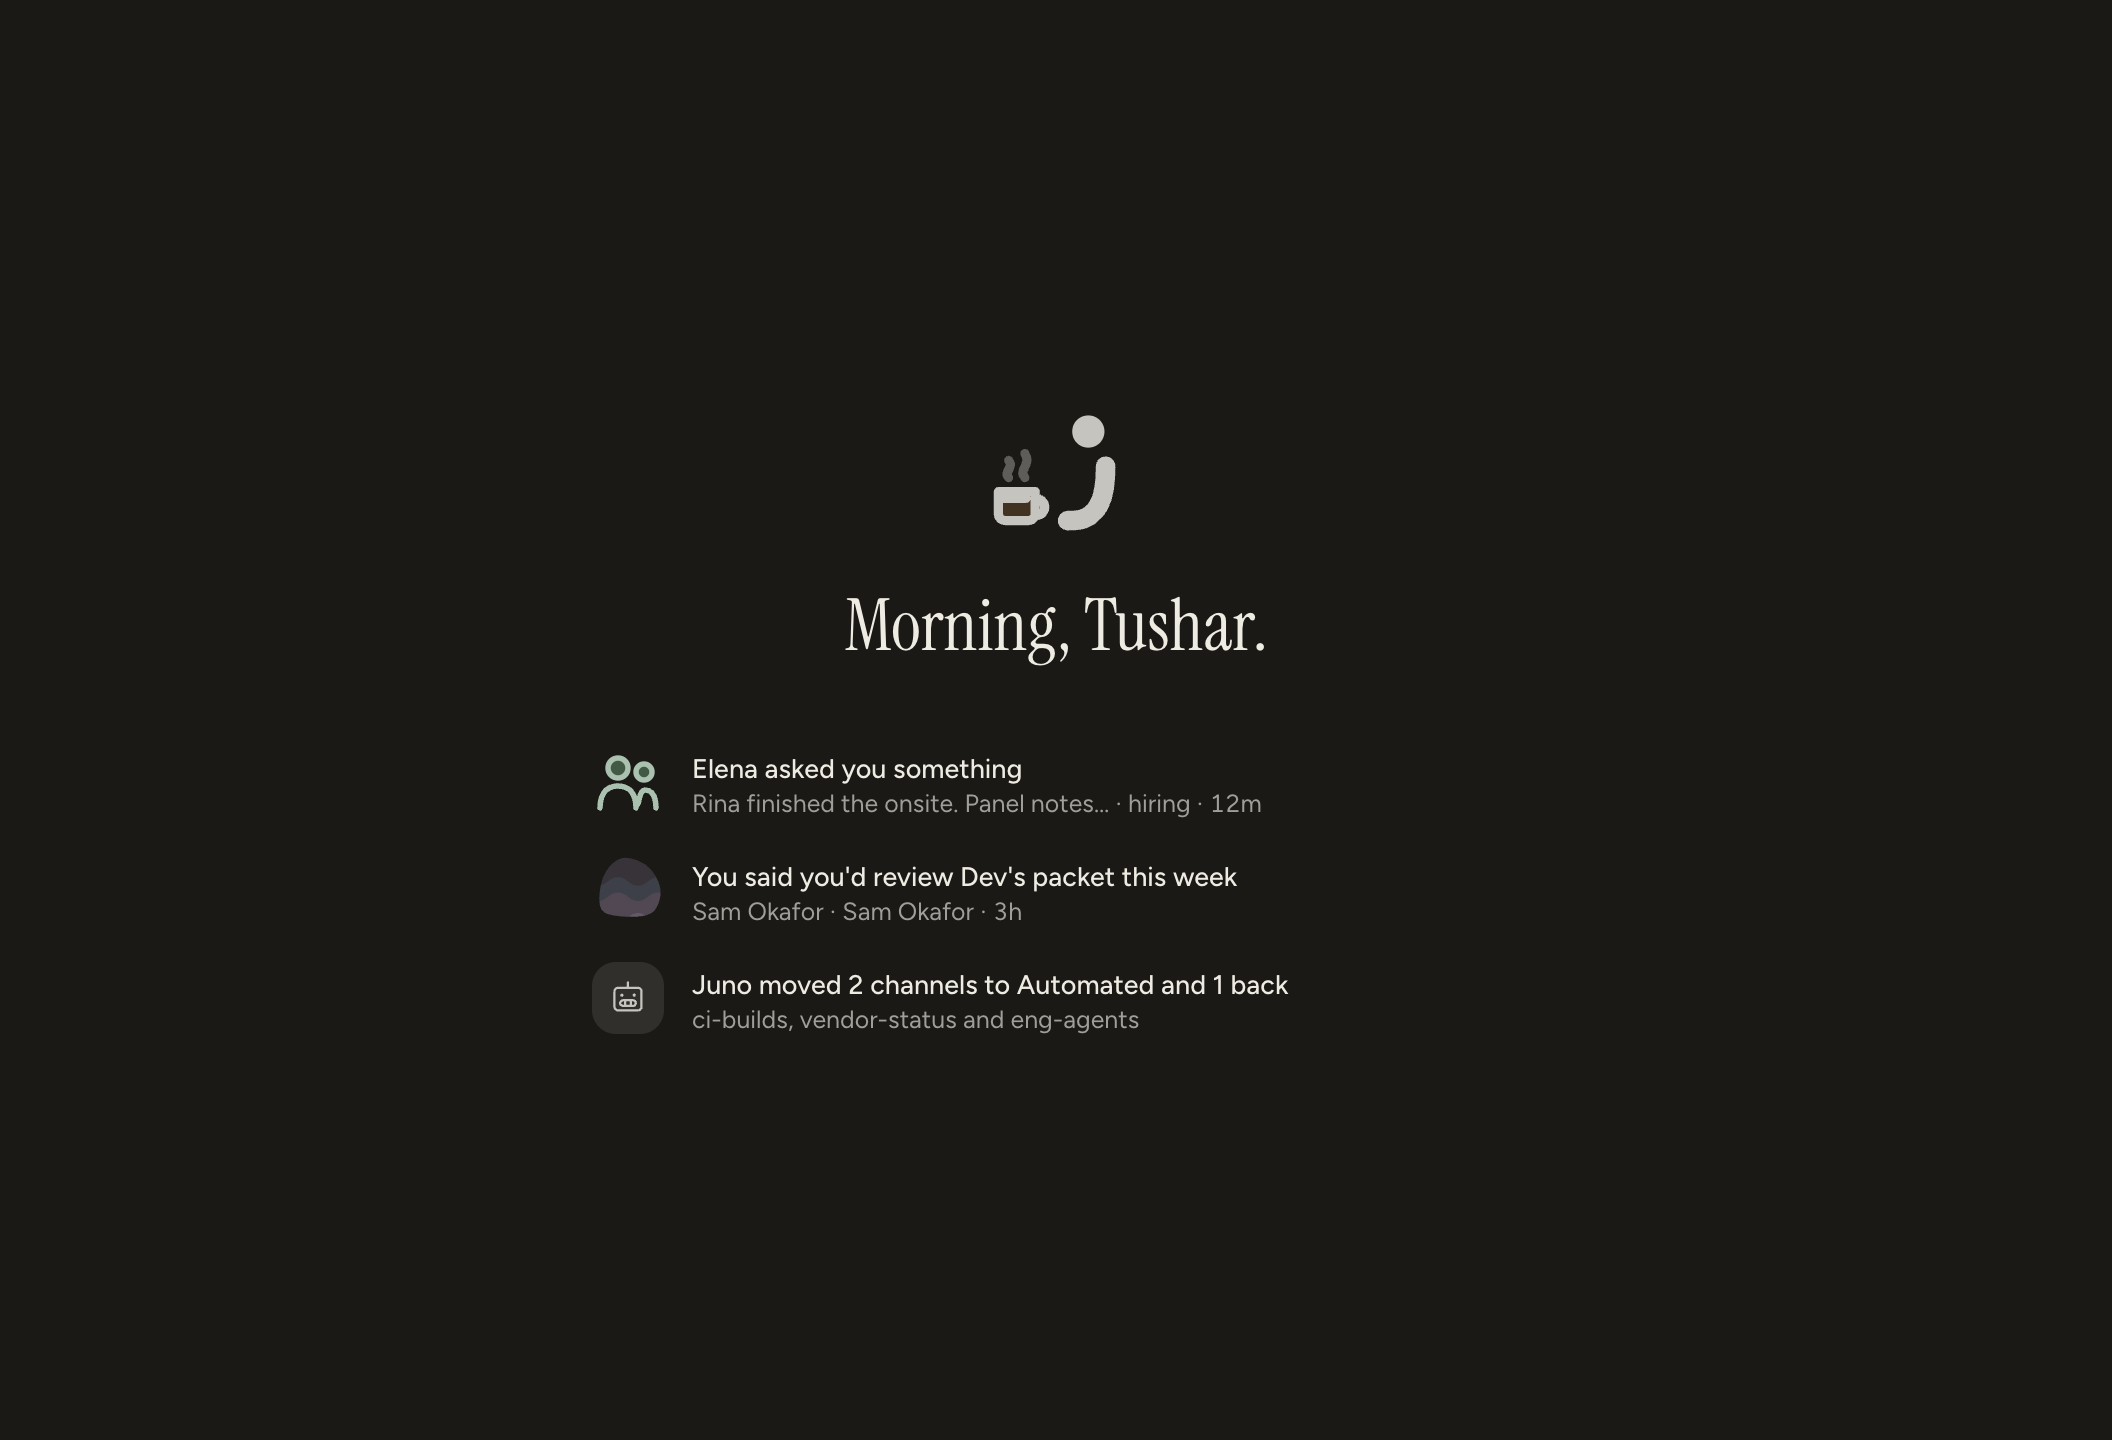 Morning, Tushar.
Elena asked you something
Rina finished the onsite. Panel notes... · hiring · 12m
You said you'd review Dev's packet this week
Sam Okafor · Sam Okafor · 3h
Juno moved 2 channels to Automated and 1 back
ci-builds, vendor-status and eng-agents